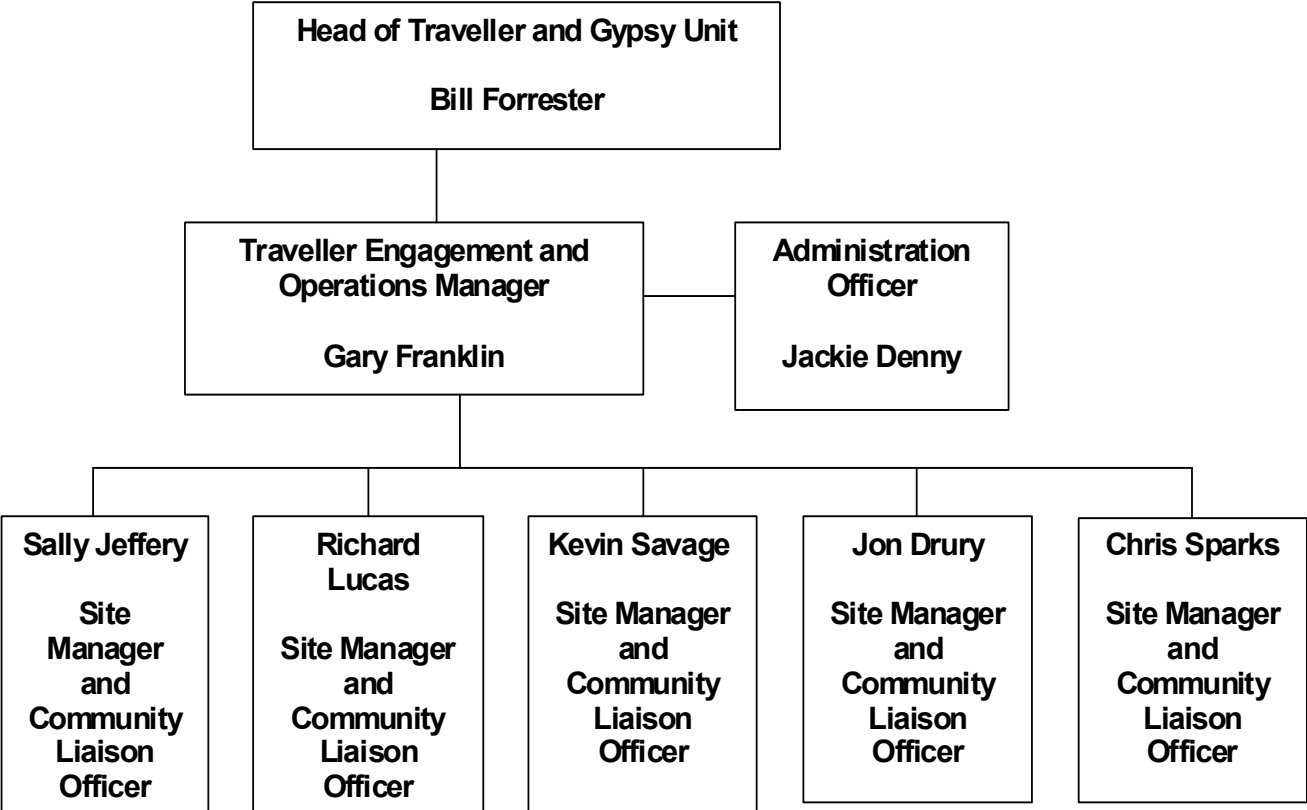 Head of Traveller and Gypsy Unit
Bill Forrester
Traveller Engagement and
Operations Manager
Gary Franklin
Administration
Officer
Jackie Denny
Sally Jeffery
Site
Manager
and
Community
Liaison
Officer
Richard
Lucas
Site Manager
and
Community
Liaison
Officer
Kevin Savage
Site Manager
and
Community
Liaison
Officer
Jon Drury
Site Manager
and
Community
Liaison
Officer
Chris Sparks
Site Manager
and
Community
Liaison
Officer